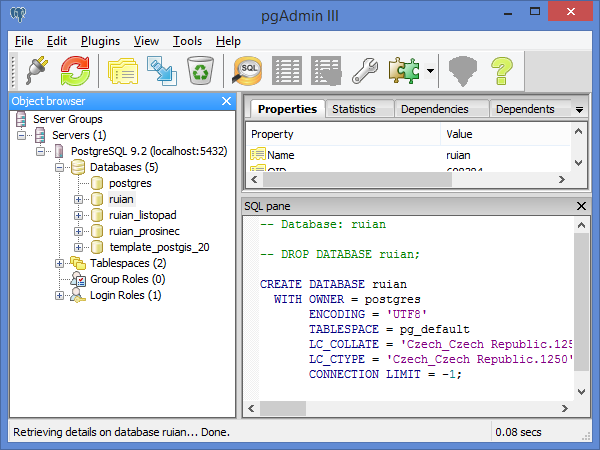 pgAdmin III
File Edit Plugins View Tools Help
SQL
Object browser
Server Groups
Servers (1)
PostgreSQL 9.2 (localhost:5432)
Databases (5)
postgres
ruian
ruian_listopad
ruian_prosinec
template_postgis_20
Tablespaces (2)
Group Roles (0)
Login Roles (1)
Properties Statistics Dependencies Dependents
Property Value
Name ruian
OID
SQL pane
-- Database: ruian
-- DROP DATABASE ruian;
CREATE DATABASE ruian
WITH OWNER = postgres
ENCODING = 'UTF8'
TABLESPACE = pg_default
LC_COLLATE = 'Czech_Czech Republic.125
LC_CTYPE = 'Czech_Czech Republic.1250'
CONNECTION LIMIT = -1;
Retrieving details on database ruian... Done. 0.08 secs